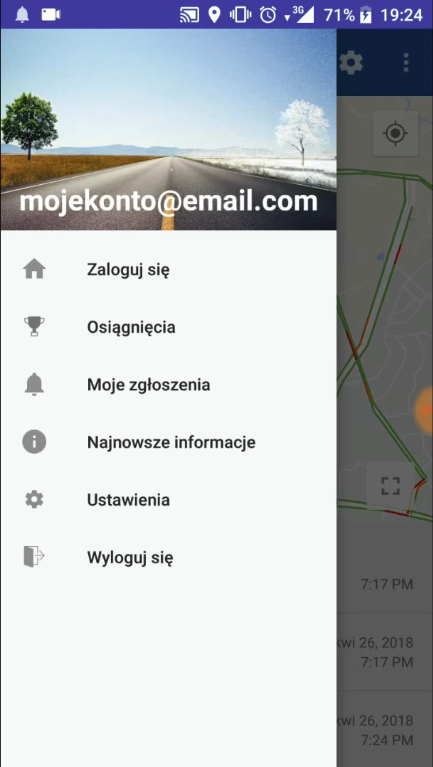 3G 71% 19:24
mojekonto@email.com
Zaloguj się
Osiągnięcia
Moje zgłoszenia
Najnowsze informacje
Ustawienia
Wyloguj się
7:17 PM
kwi 26, 2018
7:17 PM
kwi 26, 2018
7:24 PM